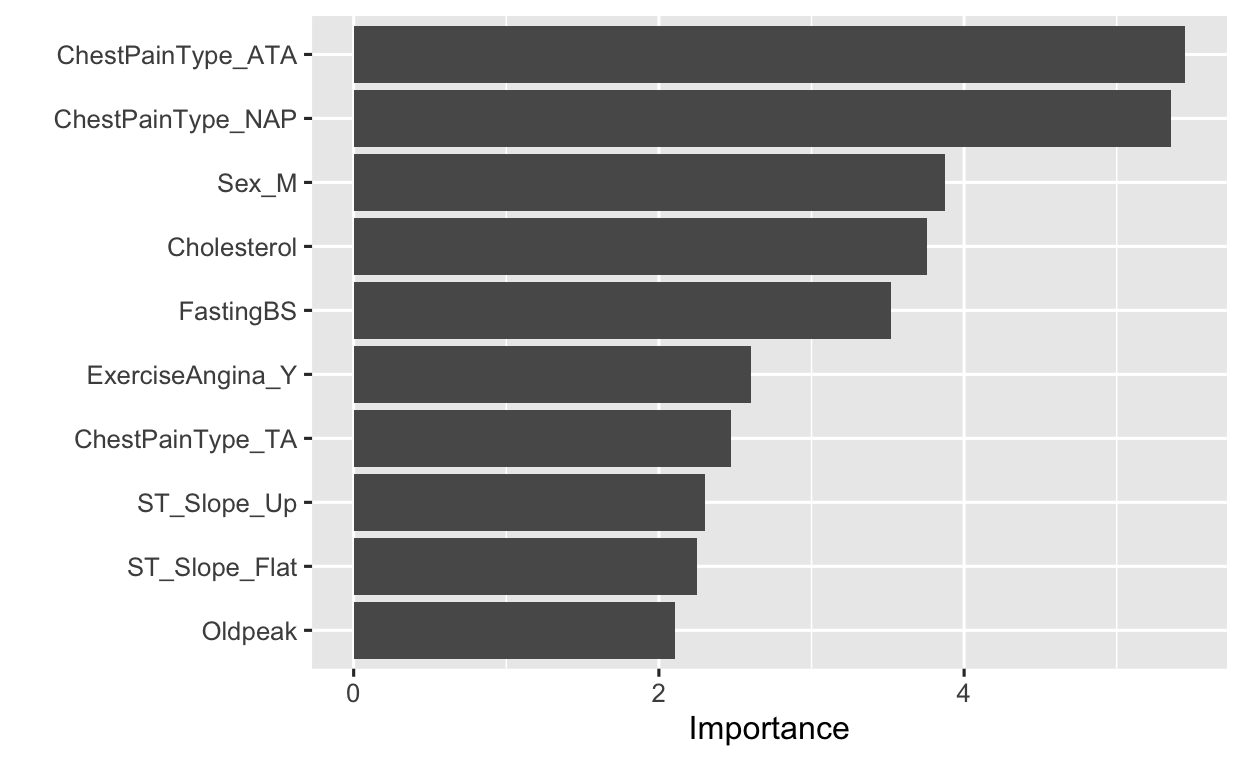 ChestPainType_ATA
ChestPainType_NAP
Sex_M
Cholesterol
FastingBS
ExerciseAngina_Y
ChestPainType_TA
ST_Slope_Up
ST_Slope_Flat
Oldpeak
0 2 4
Importance